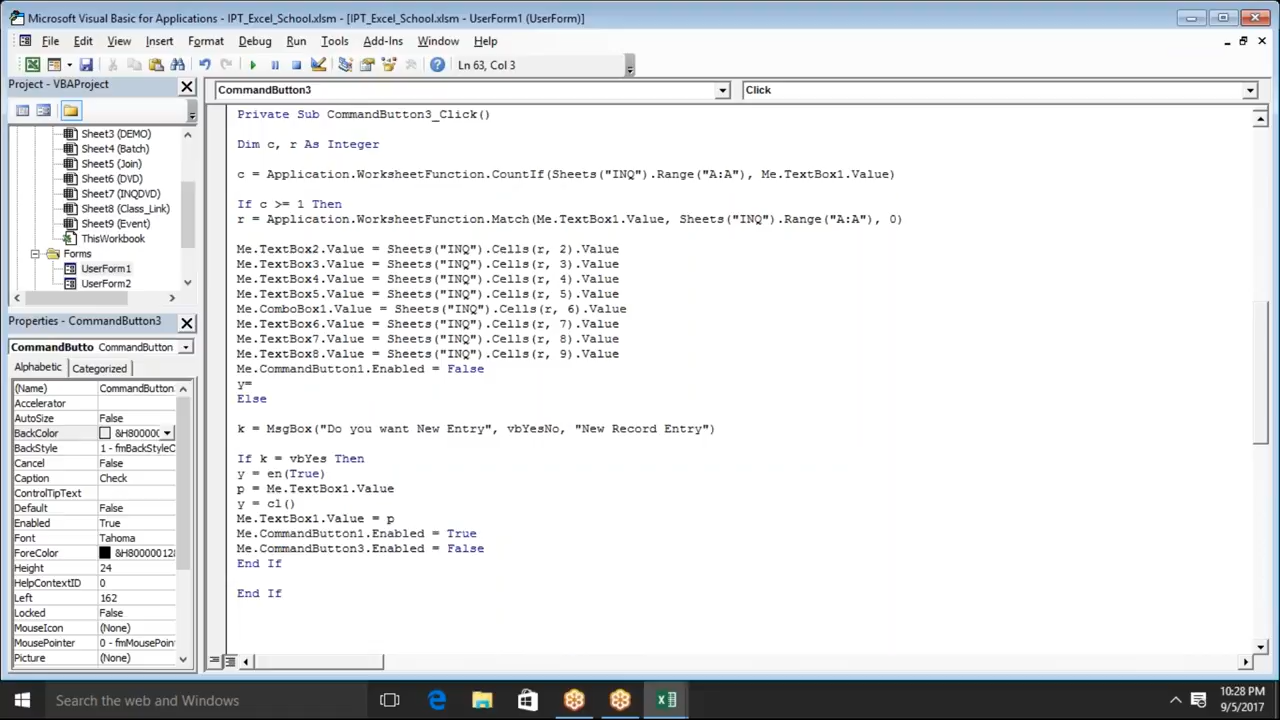 Microsoft Visual Basic for Applications - IPT_Excel_School.xlsm - [IPT_Excel_School.xlsm - UserForm1 (UserForm)]
File Edit View Insert Format Debug Run Tools Add-Ins Window Help
Ln 63, Col 3
Project - VBAProject
Sheet3 (DEMO)
Sheet4 (Batch)
Sheet5 (Join)
Sheet6 (DVD)
Sheet7 (INQDVD)
Sheet8 (Class_Link)
Sheet9 (Event)
ThisWorkbook
Forms
UserForm1
UserForm2
Properties - CommandButton3
CommandButto CommandButton
Alphabetic Categorized
(Name) CommandButton
Accelerator
AutoSize False
BackColor &H80000(
BackStyle 1 - fmBackStyleC
Cancel False
Caption Check
ControlTipText
Default False
Enabled True
Font Tahoma
ForeColor &H8000001
Height 24
HelpContextID 0
Left 162
Locked False
MouseIcon (None)
MousePointer 0 - fmMousePoin
Picture (None)
CommandButton3 Click
Private Sub CommandButton3_Click()
Dim c, r As Integer
c = Application.WorksheetFunction.CountIf(Sheets("INQ").Range("A:A"), Me.TextBox1.Value)
If c >= 1 Then
r = Application.WorksheetFunction.Match(Me.TextBox1.Value, Sheets("INQ").Range("A:A"), 0)
Me.TextBox2.Value = Sheets("INQ").Cells(r, 2).Value
Me.TextBox3.Value = Sheets("INQ").Cells(r, 3).Value
Me.TextBox4.Value = Sheets("INQ").Cells(r, 4).Value
Me.TextBox5.Value = Sheets("INQ").Cells(r, 5).Value
Me.ComboBox1.Value = Sheets("INQ").Cells(r, 6).Value
Me.TextBox6.Value = Sheets("INQ").Cells(r, 7).Value
Me.TextBox7.Value = Sheets("INQ").Cells(r, 8).Value
Me.TextBox8.Value = Sheets("INQ").Cells(r, 9).Value
Me.CommandButton1.Enabled = False
y=
Else
k = MsgBox("Do you want New Entry", vbYesNo, "New Record Entry")
If k = vbYes Then
y = en(True)
p = Me.TextBox1.Value
y = cl()
Me.TextBox1.Value = p
Me.CommandButton1.Enabled = True
Me.CommandButton3.Enabled = False
End If
End If
Search the web and Windows
10:28 PM
9/5/2017